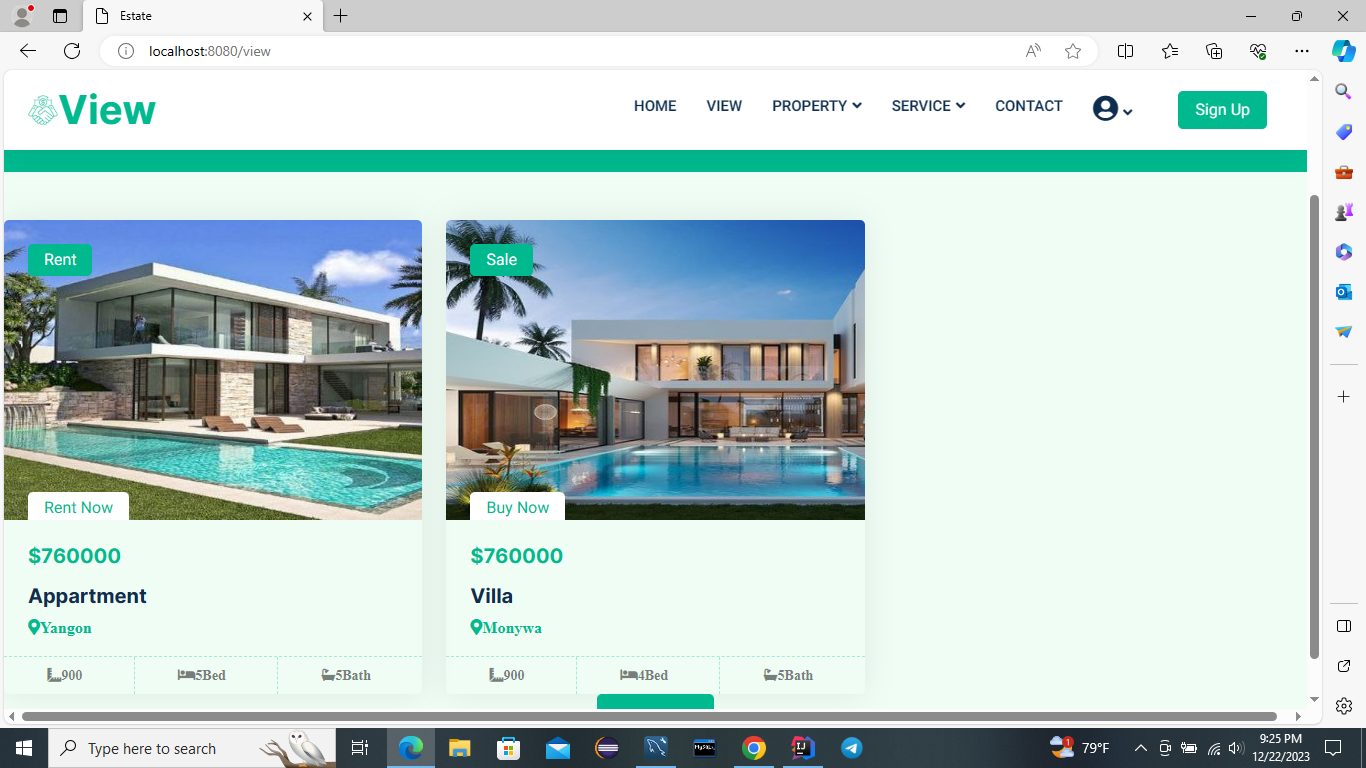 Estate
localhost:8080/view
View
HOME VIEW PROPERTY SERVICE CONTACT Sign Up
Rent
Sale
Rent Now
Buy Now
$760000
$760000
Appartment
Villa
Yangon
Monywa
900 5Bed 5Bath
900 4Bed 5Bath
Type here to search
79°F
9:25 PM
12/22/2023